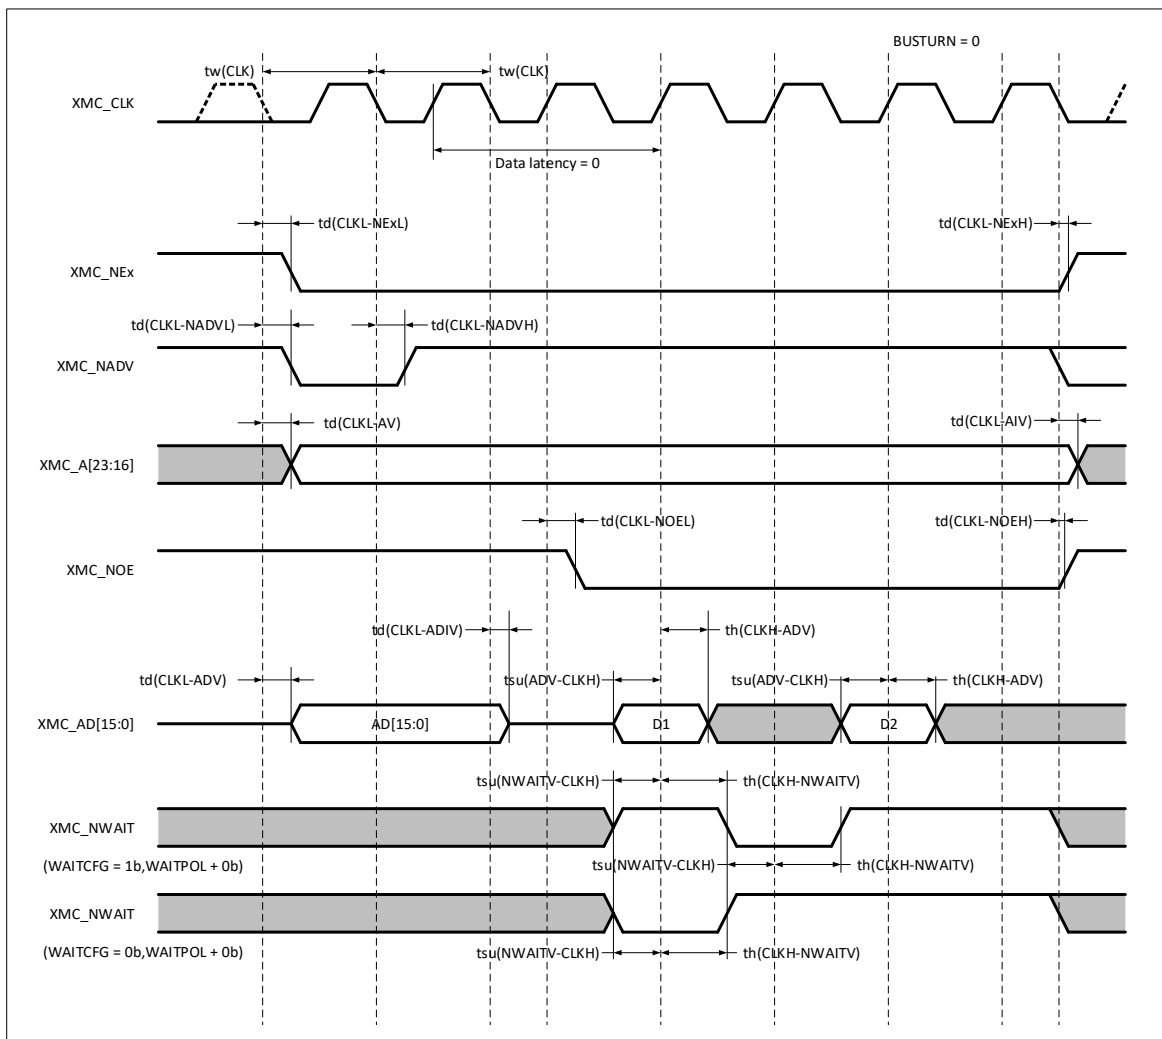 BUSTURN = 0
tw(CLK) tw(CLK)
XMC_CLK
Data latency = 0
td(CLKL-NExL) td(CLKL-NExH)
XMC_NEx
td(CLKL-NADVL) td(CLKL-NADVH)
XMC_NADV
td(CLKL-AV) td(CLKL-AIV)
XMC_A[23:16]
td(CLKL-NOEL) td(CLKL-NOEH)
XMC_NOE
td(CLKL-ADIV) th(CLKH-ADV)
td(CLKL-ADV) tsu(ADV-CLKH) tsu(ADV-CLKH) th(CLKH-ADV)
XMC_AD[15:0] AD[15:0] D1 D2
tsu(NWAITV-CLKH) th(CLKH-NWAITV)
XMC_NWAIT
(WAITCFG = 1b,WAITPOL + 0b) tsu(NWAITV-CLKH) th(CLKH-NWAITV)
XMC_NWAIT
(WAITCFG = 0b,WAITPOL + 0b) tsu(NWAITV-CLKH) th(CLKH-NWAITV)